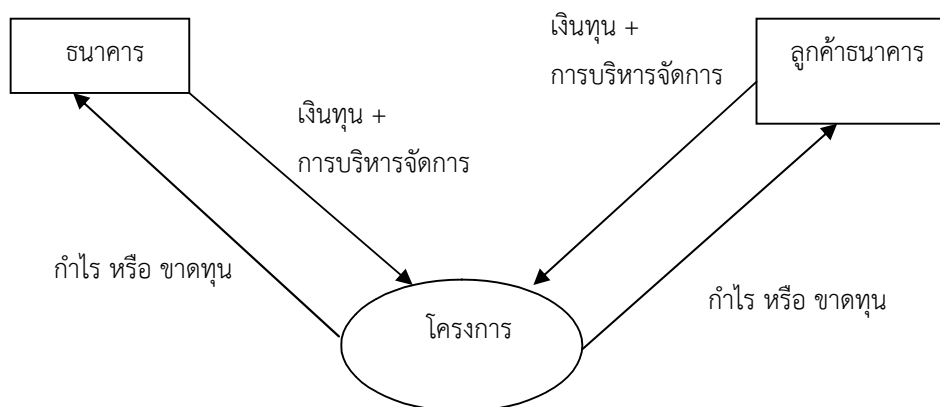 ธนาคาร
เงินทุน +
การบริหารจัดการ
ลูกค้าธนาคาร
เงินทุน +
การบริหารจัดการ
กำไร หรือ ขาดทุน
กำไร หรือ ขาดทุน
โครงการ